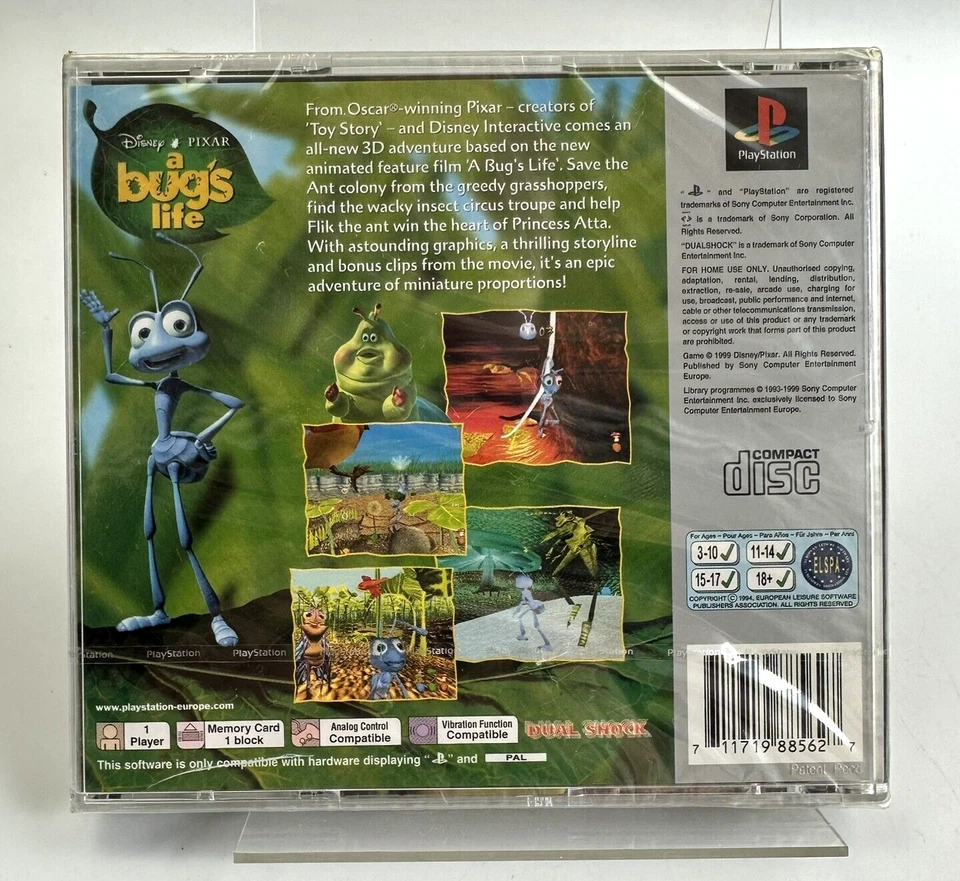 Disney PIXAR
a
bug's
life
From Oscar®-winning Pixar – creators of
'Toy Story' – and Disney Interactive comes an
all-new 3D adventure based on the new
animated feature film 'A Bug's Life'. Save the
Ant colony from the greedy grasshoppers,
find the wacky insect circus troupe and help
Flik the ant win the heart of Princess Atta.
With astounding graphics, a thrilling storyline
and bonus clips from the movie, it's an epic
adventure of miniature proportions!
PlayStation
" " and "PlayStation" are registered
trademarks of Sony Computer Entertainment Inc.
is a trademark of Sony Corporation. All
Rights Reserved.
"DUALSHOCK" is a trademark of Sony Computer
Entertainment Inc.
FOR HOME USE ONLY. Unauthorised copying,
adaptation, rental, lending, distribution,
extraction, re-sale, arcade use, charging for
use, broadcast, public performance and internet,
cable or other telecommunications transmission,
access or use of this product or any trademark
or copyright work that forms part of this product
are prohibited.
Game © 1999 Disney/Pixar. All Rights Reserved.
Published by Sony Computer Entertainment
Europe.
Library programmes © 1993-1999 Sony Computer
Entertainment Inc. exclusively licensed to Sony
Computer Entertainment Europe.
COMPACT
disc
For Ages – Pour Ages – Para Años – Für Jahre – Per Anni
3-10 11-14
15-17 18+
ELSPA
COPYRIGHT © 1994, EUROPEAN LEISURE SOFTWARE
PUBLISHERS ASSOCIATION. ALL RIGHTS RESERVED
PlayStation PlayStation PlayStation
www.playstation-europe.com
1
Player
Memory Card
1 block
Analog Control
Compatible
Vibration Function
Compatible
DUAL SHOCK
This software is only compatible with hardware displaying " " and PAL
7 11719 88562 7